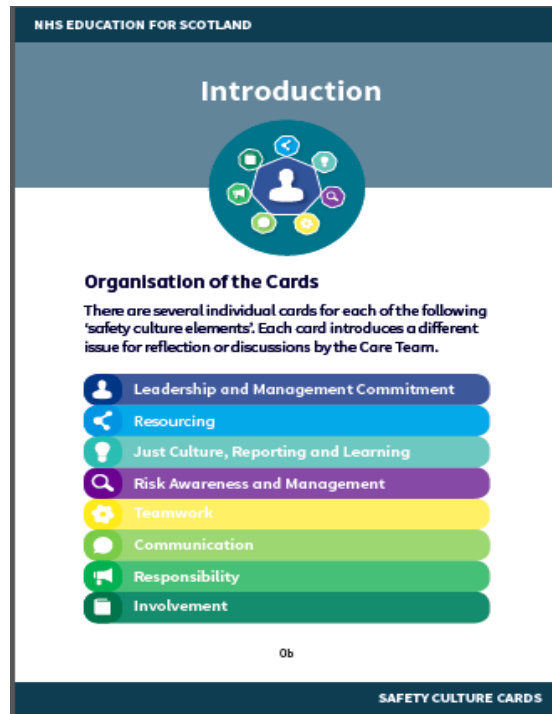 NHS EDUCATION FOR SCOTLAND
Introduction
Organisation of the Cards
There are several individual cards for each of the following
‘safety culture elements’. Each card introduces a different
issue for reflection or discussions by the Care Team.
Leadership and Management Commitment
Resourcing
Just Culture, Reporting and Learning
Risk Awareness and Management
Teamwork
Communication
Responsibility
Involvement
0b
SAFETY CULTURE CARDS